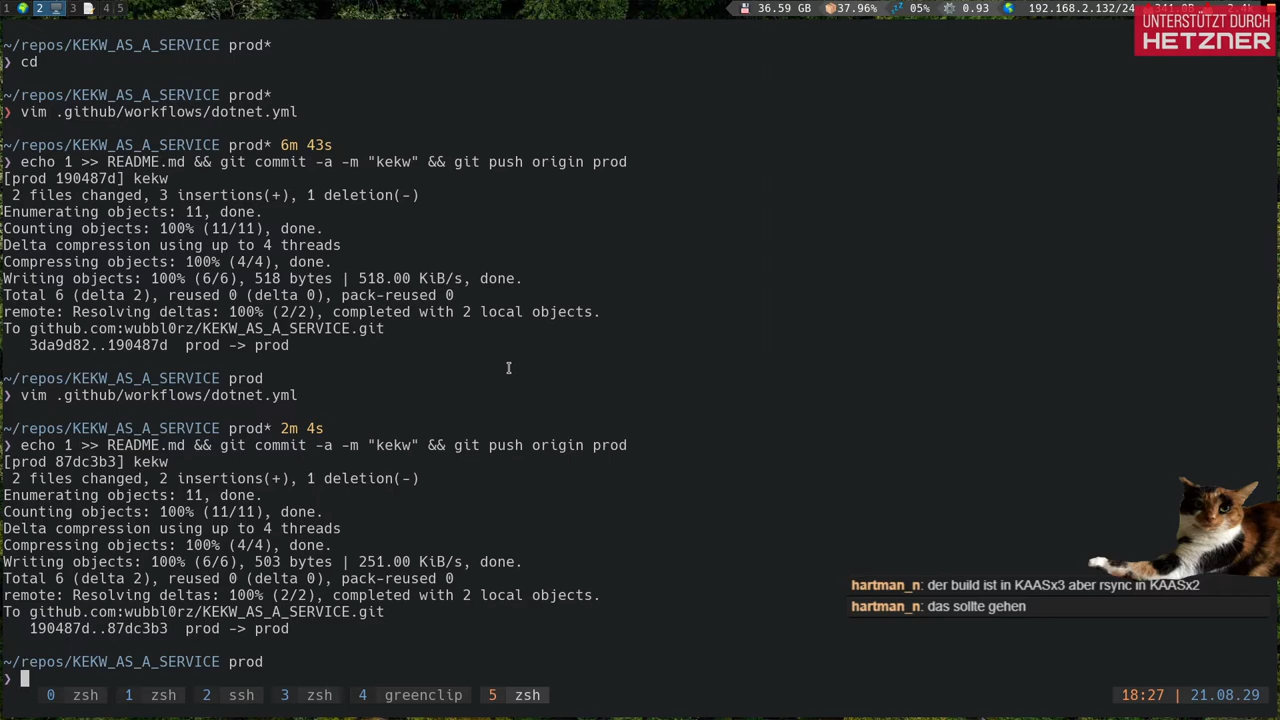 1 2 3 4 5 36.59 GB 37.96% 05% 0.93 192.168.2.132/24 341.08 2.4k
UNTERSTÜTZT DURCH
HETZNER
~/repos/KEKW_AS_A_SERVICE prod*
❯ cd
~/repos/KEKW_AS_A_SERVICE prod*
❯ vim .github/workflows/dotnet.yml
~/repos/KEKW_AS_A_SERVICE prod* 6m 43s
❯ echo 1 >> README.md && git commit -a -m "kekw" && git push origin prod
[prod 190487d] kekw
2 files changed, 3 insertions(+), 1 deletion(-)
Enumerating objects: 11, done.
Counting objects: 100% (11/11), done.
Delta compression using up to 4 threads
Compressing objects: 100% (4/4), done.
Writing objects: 100% (6/6), 518 bytes | 518.00 KiB/s, done.
Total 6 (delta 2), reused 0 (delta 0), pack-reused 0
remote: Resolving deltas: 100% (2/2), completed with 2 local objects.
To github.com:wubbl0rz/KEKW_AS_A_SERVICE.git
3da9d82..190487d prod -> prod
~/repos/KEKW_AS_A_SERVICE prod
❯ vim .github/workflows/dotnet.yml
~/repos/KEKW_AS_A_SERVICE prod* 2m 4s
❯ echo 1 >> README.md && git commit -a -m "kekw" && git push origin prod
[prod 87dc3b3] kekw
2 files changed, 2 insertions(+), 1 deletion(-)
Enumerating objects: 11, done.
Counting objects: 100% (11/11), done.
Delta compression using up to 4 threads
Compressing objects: 100% (4/4), done.
Writing objects: 100% (6/6), 503 bytes | 251.00 KiB/s, done.
Total 6 (delta 2), reused 0 (delta 0), pack-reused 0
remote: Resolving deltas: 100% (2/2), completed with 2 local objects.
To github.com:wubbl0rz/KEKW_AS_A_SERVICE.git
190487d..87dc3b3 prod -> prod
hartman_n: der build ist in KAASx3 aber rsync in KAASx2
hartman_n: das sollte gehen
~/repos/KEKW_AS_A_SERVICE prod
❯
0 zsh 1 zsh 2 ssh 3 zsh 4 greenclip 5 zsh 18:27 | 21.08.29